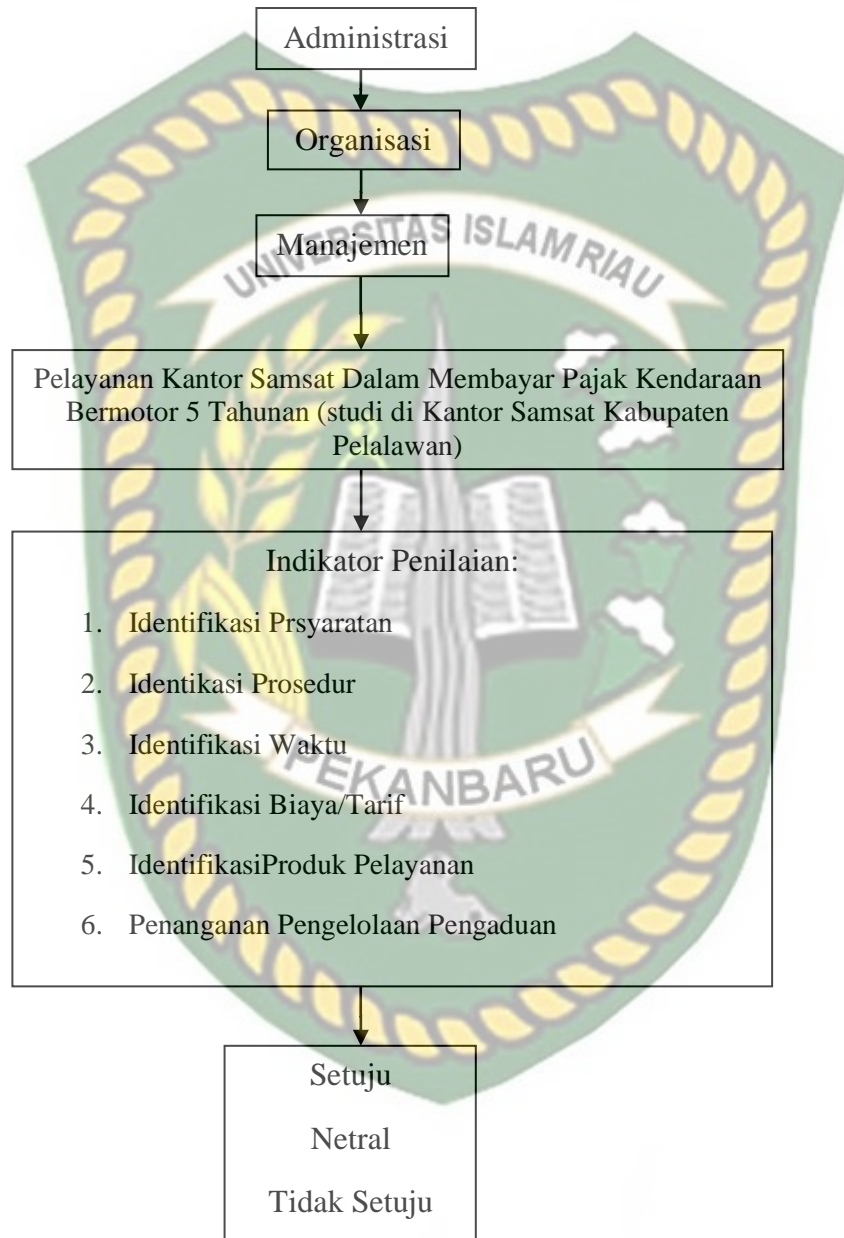 Administrasi
Organisasi
UNIVERSITAS ISLAM RIAU
Manajemen
Pelayanan Kantor Samsat Dalam Membayar Pajak Kendaraan
Bermotor 5 Tahunan (studi di Kantor Samsat Kabupaten
Pelalawan)
Indikator Penilaian:
1. Identifikasi Prsyaratan
2. Identikasi Prosedur
3. Identifikasi Waktu
PEKANBARU
4. Identifikasi Biaya/Tarif
5. IdentifikasiProduk Pelayanan
6. Penanganan Pengelolaan Pengaduan
Setuju
Netral
Tidak Setuju